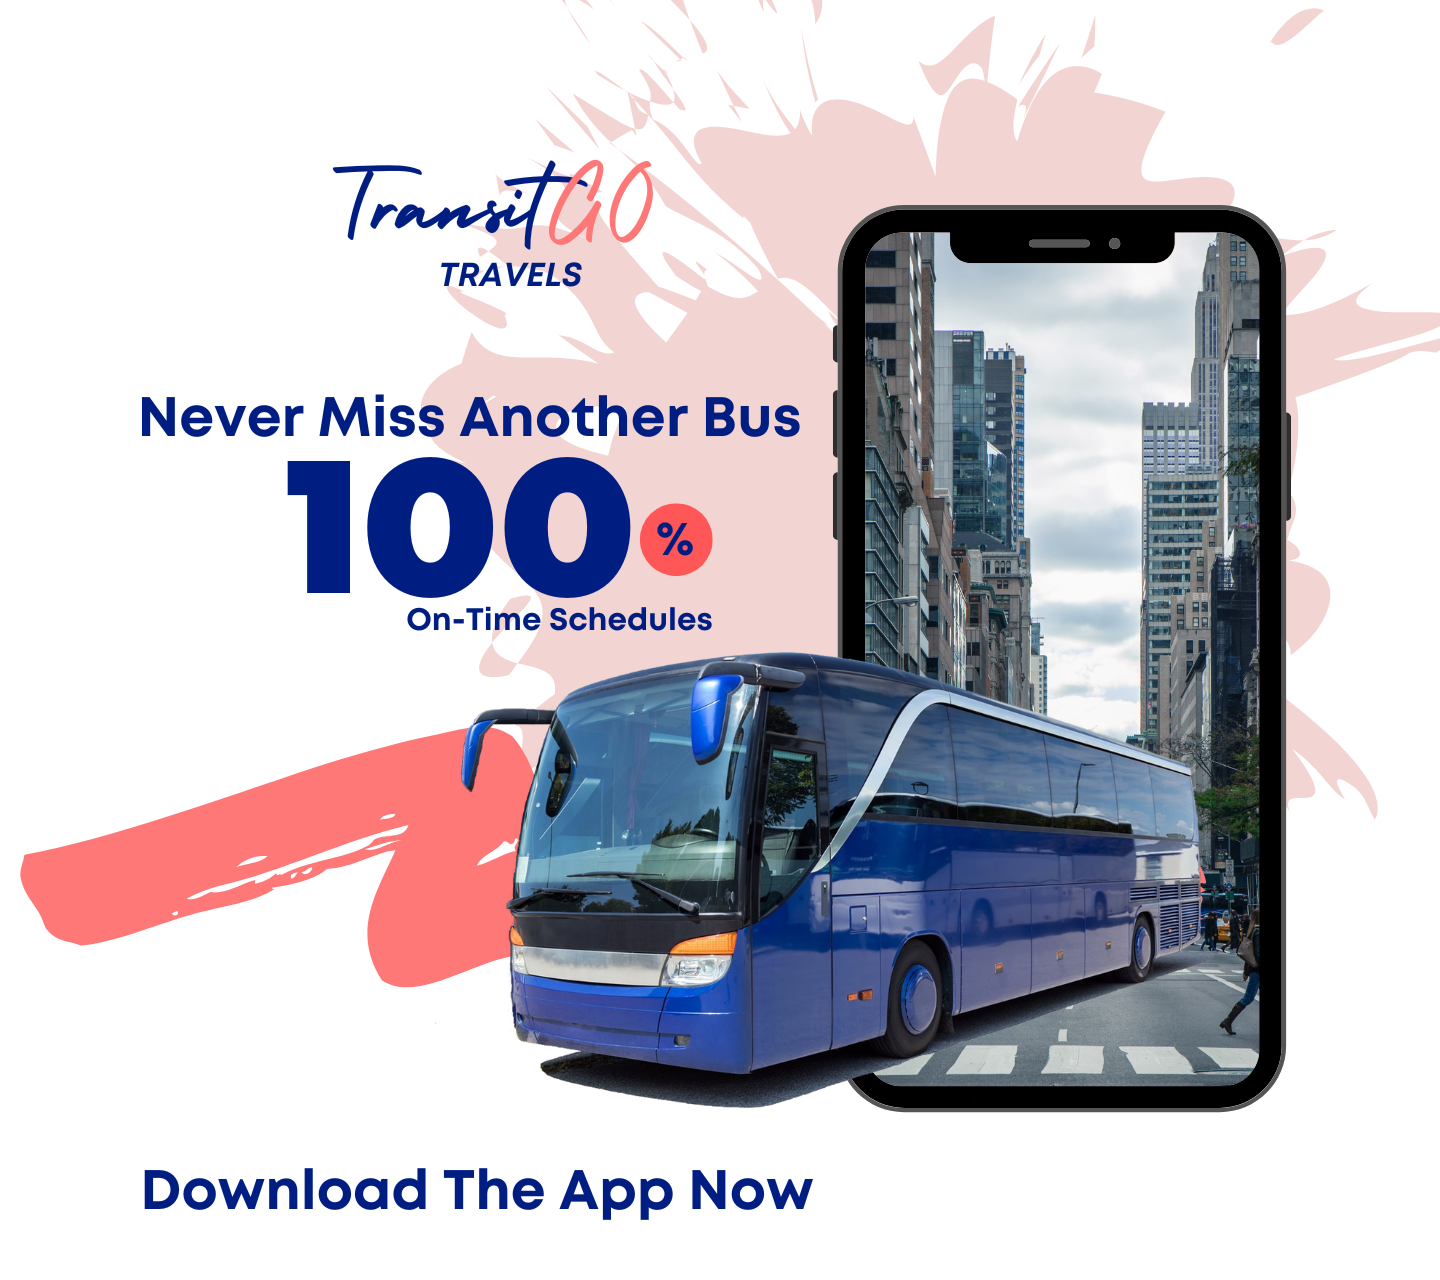 TransitGO
TRAVELS
Never Miss Another Bus
100 %
On-Time Schedules
Download The App Now